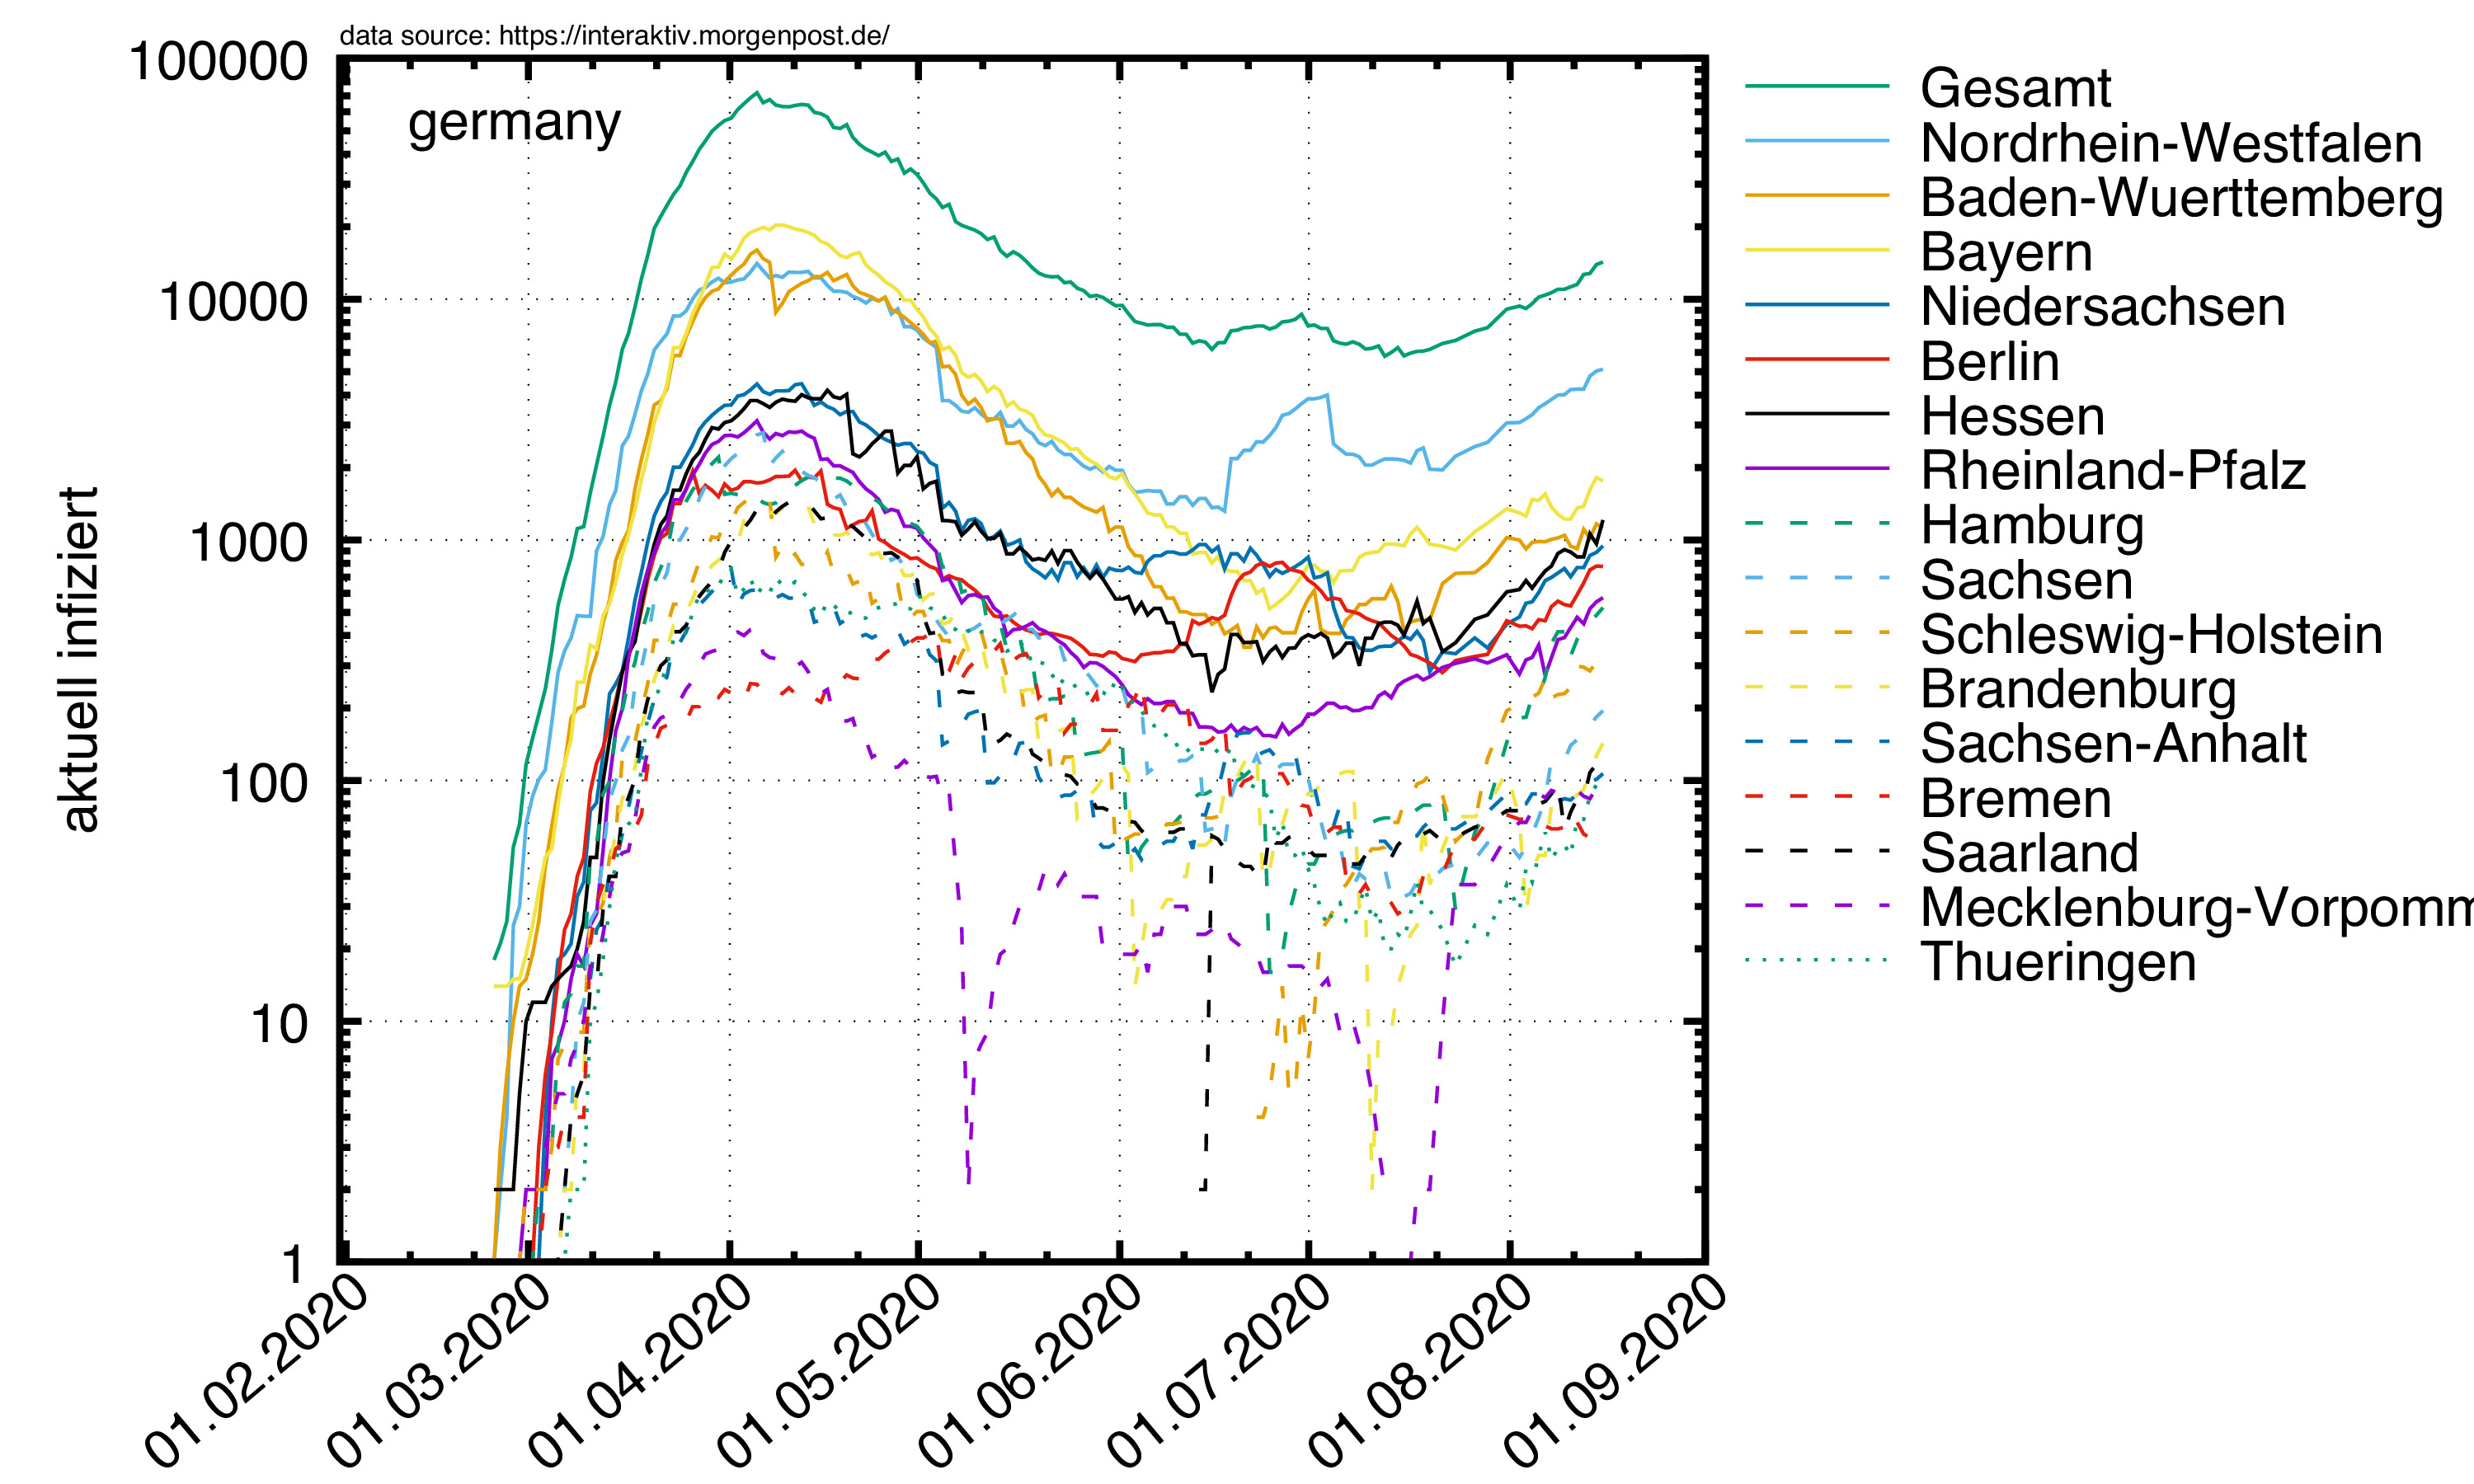 data source: https://interaktiv.morgenpost.de/
germany
aktuell infiziert
100000
10000
1000
100
10
1
01.02.2020
01.03.2020
01.04.2020
01.05.2020
01.06.2020
01.07.2020
01.08.2020
01.09.2020
Gesamt
Nordrhein-Westfalen
Baden-Wuerttemberg
Bayern
Niedersachsen
Berlin
Hessen
Rheinland-Pfalz
Hamburg
Sachsen
Schleswig-Holstein
Brandenburg
Sachsen-Anhalt
Bremen
Saarland
Mecklenburg-Vorpomm
Thueringen